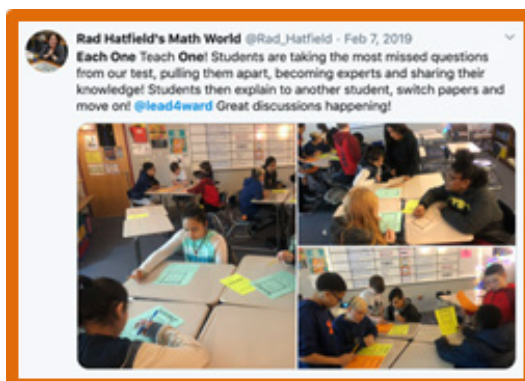 Rad Hatfield's Math World @Rad_Hatfield · Feb 7, 2019
Each One Teach One! Students are taking the most missed questions
from our test, pulling them apart, becoming experts and sharing their
knowledge! Students then explain to another student, switch papers and
move on! @lead4ward Great discussions happening!